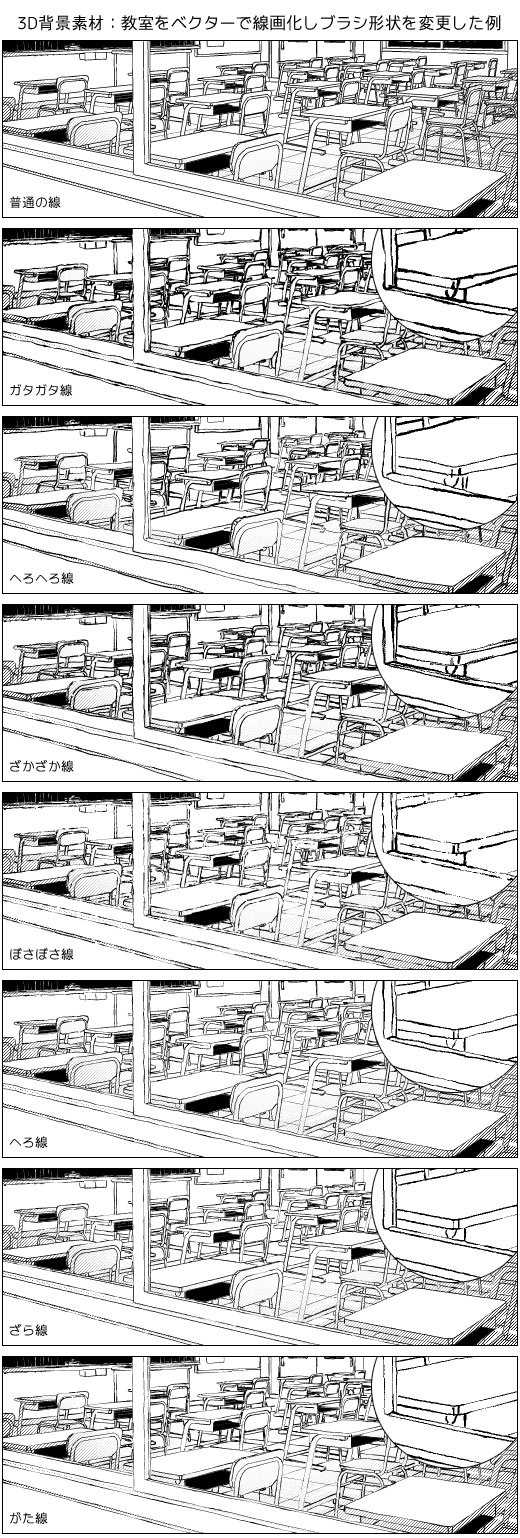 3D背景素材：教室をベクターで線画化しブラシ形状を変更した例
普通の線
ガタガタ線
へろへろ線
ざかざか線
ぼさぼさ線
へろ線
ざら線
がた線